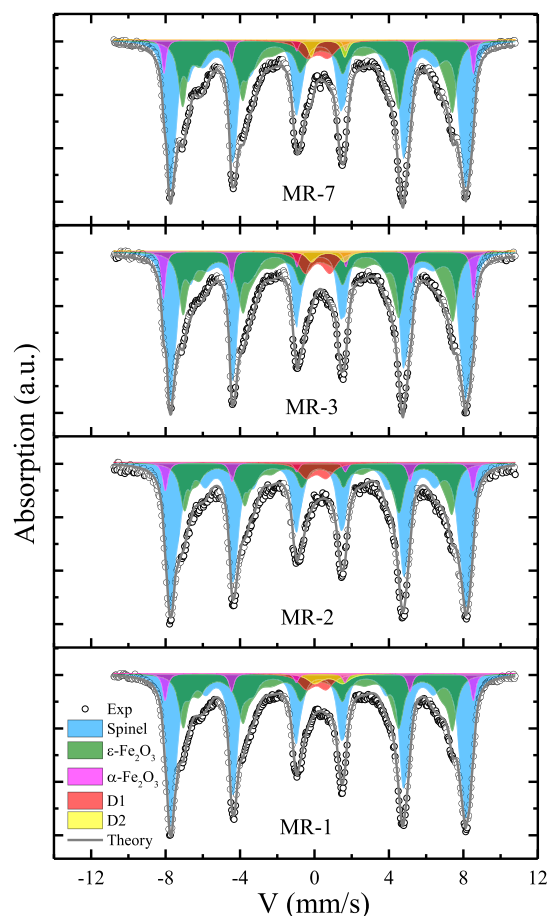 MR-7
MR-3
MR-2
MR-1
Absorption (a.u.)
Exp
Spinel
ε-Fe₂O₃
α-Fe₂O₃
D1
D2
Theory
-12 -8 -4 0 4 8 12
V (mm/s)